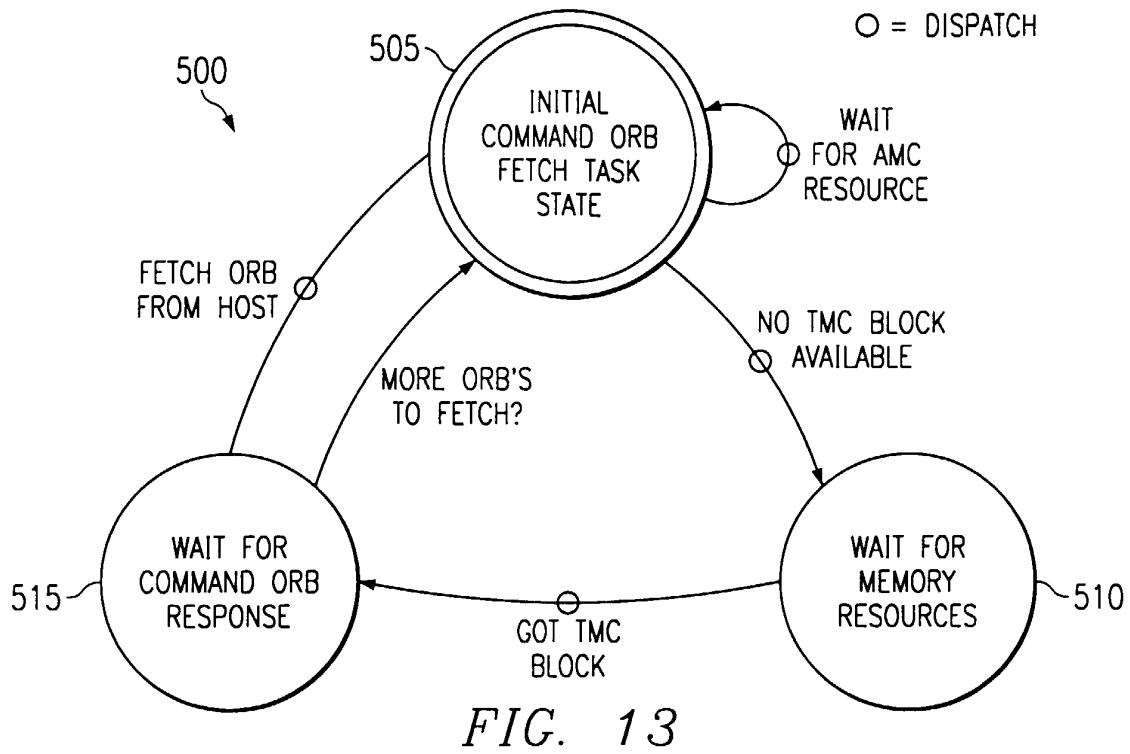 = DISPATCH
505
500
INITIAL
COMMAND ORB
FETCH TASK
STATE
WAIT
FOR AMC
RESOURCE
FETCH ORB
FROM HOST
NO TMC BLOCK
AVAILABLE
MORE ORB'S
TO FETCH?
WAIT FOR
COMMAND ORB
RESPONSE
515
WAIT FOR
MEMORY
RESOURCES
510
GOT TMC
BLOCK
FIG. 13